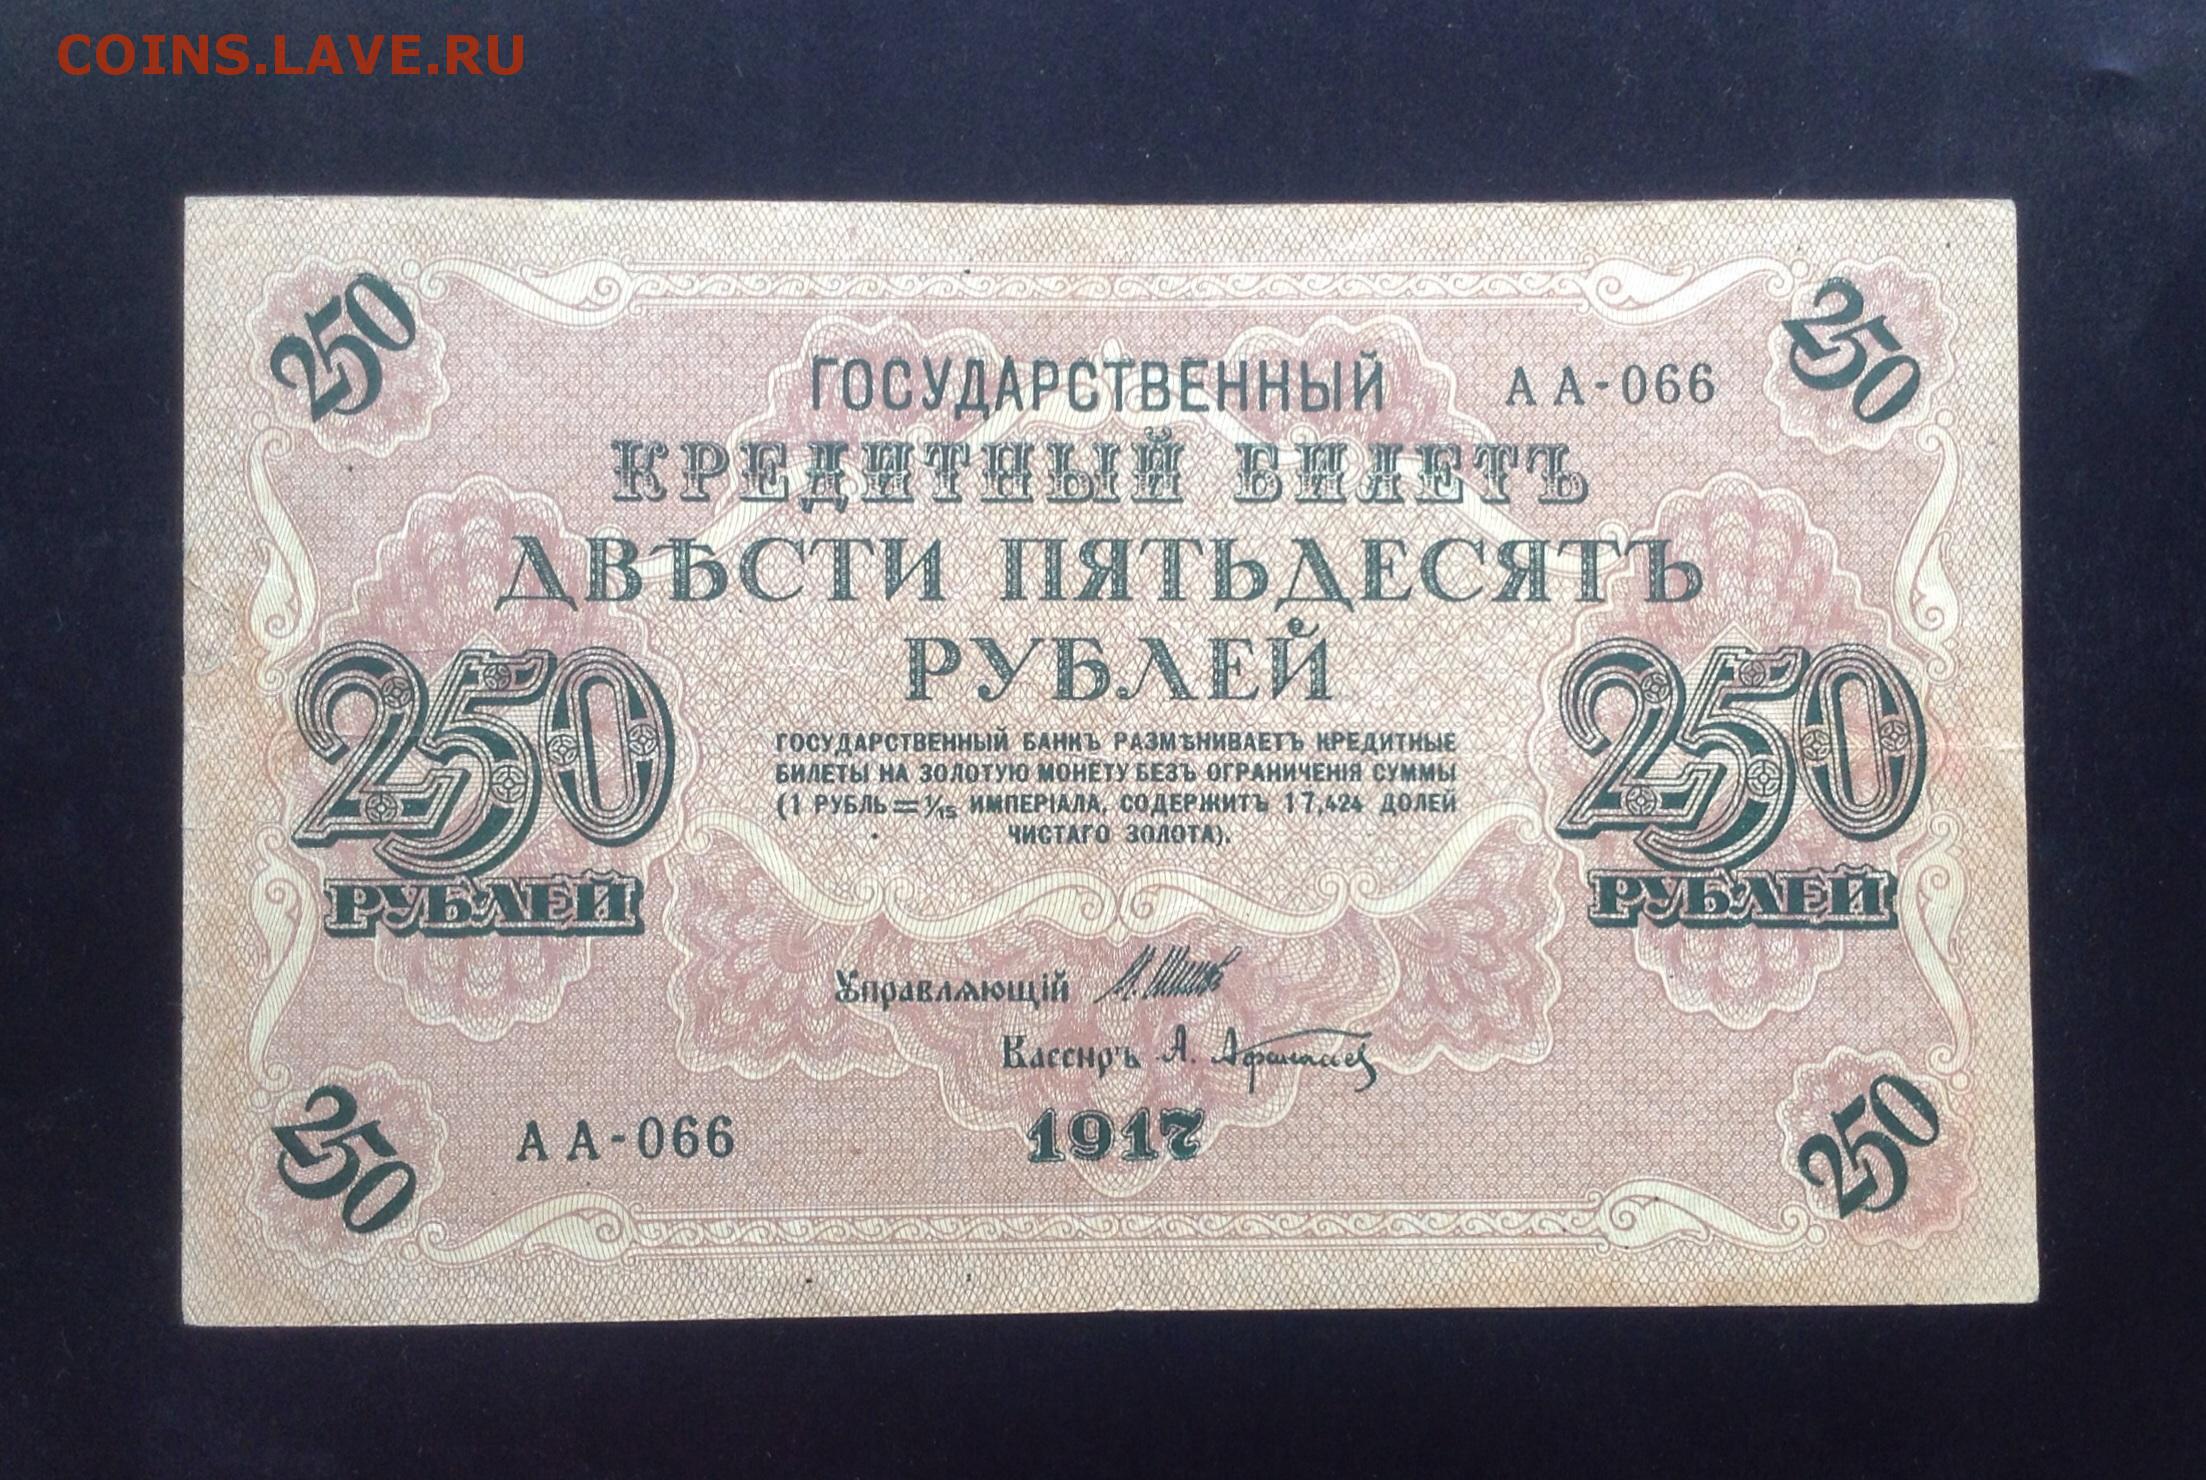 COINS.LAVE.RU
250
250
ГОСУДАРСТВЕННЫЙ
АА-066
КРЕДИТНЫЙ БИЛЕТЪ
ДВѢСТИ ПЯТЬДЕСЯТЪ
РУБЛЕЙ
250
РУБЛЕЙ
250
РУБЛЕЙ
ГОСУДАРСТВЕННЫЙ БАНКЪ РАЗМѢНИВАЕТЪ КРЕДИТНЫЕ
БИЛЕТЫ НА ЗОЛОТУЮ МОНЕТУ БЕЗЪ ОГРАНИЧЕНІЯ СУММЫ
(1 РУБЛЬ=1/15 ИМПЕРІАЛА, СОДЕРЖИТЪ 17,424 ДОЛЕЙ
ЧИСТАГО ЗОЛОТА).
Управляющій И. Шипов
Кассиръ А. Афанасьев
АА-066
1917
250
250